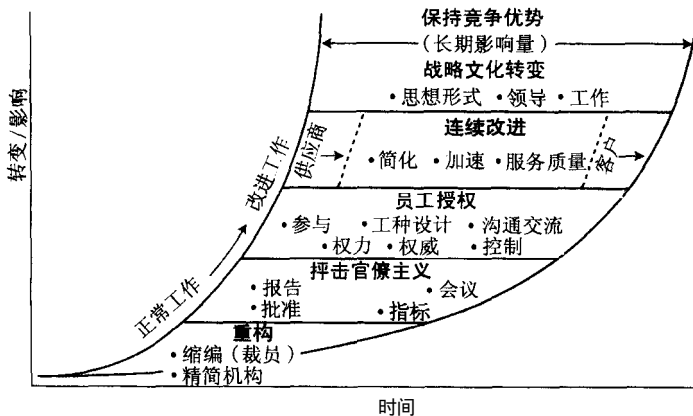 保持竞争优势
(长期影响量)
战略文化转变
•思想形式 •领导 •工作
连续改进
供应商
•简化 •加速 •服务质量
客户
员工授权
•参与 •工种设计 •沟通交流
•权力 •权威 •控制
抨击官僚主义
•报告 •会议
•批准 •指标
重构
•缩编(裁员)
•精简机构
正常工作
改进工作
转变/影响
时间